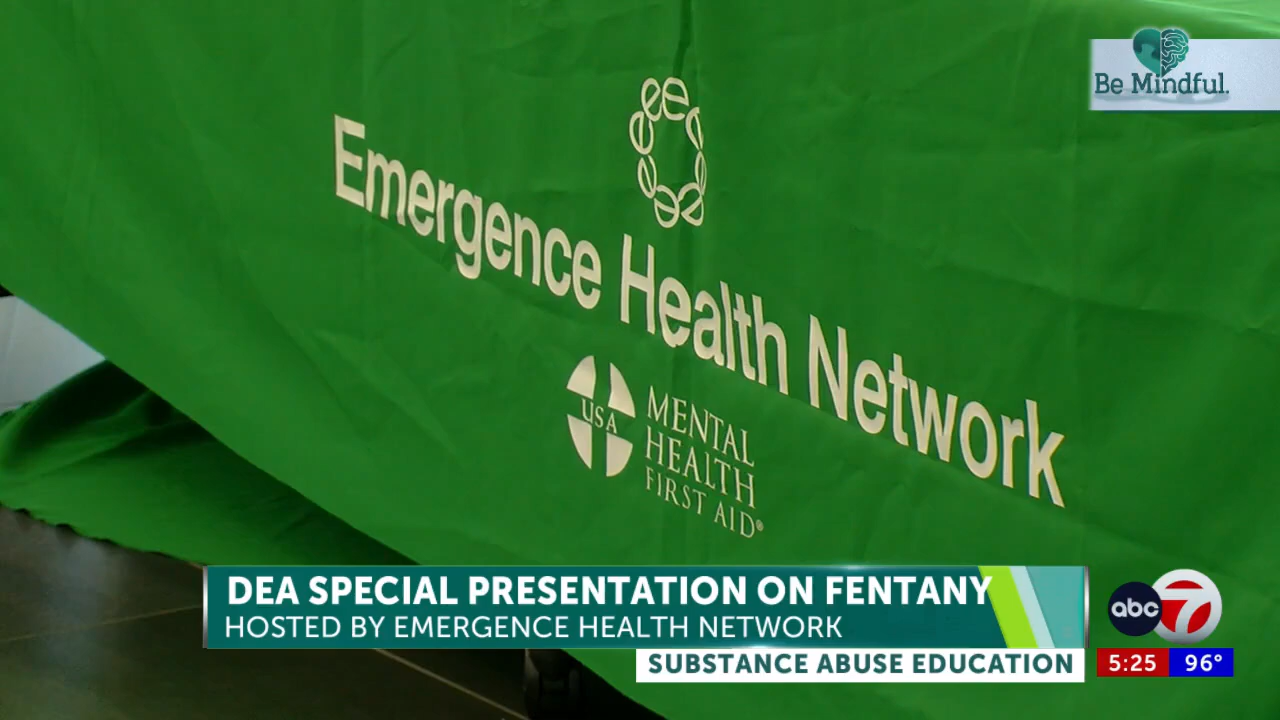 Be Mindful.
Emergence Health Network
USA
MENTAL
HEALTH
FIRST AID®
DEA SPECIAL PRESENTATION ON FENTANY
HOSTED BY EMERGENCE HEALTH NETWORK
SUBSTANCE ABUSE EDUCATION
abc 7
5:25 96°